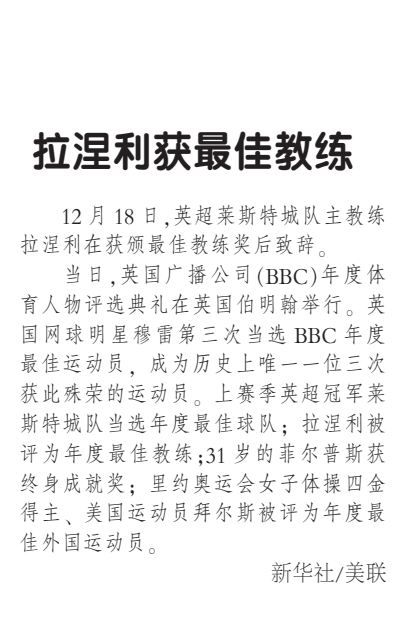 拉涅利获最佳教练
12 月 18 日,英超莱斯特城队主教练
拉涅利在获颁最佳教练奖后致辞。
当日,英国广播公司(BBC)年度体
育人物评选典礼在英国伯明翰举行。英
国网球明星穆雷第三次当选 BBC 年度
最佳运动员，成为历史上唯一一位三次
获此殊荣的运动员。上赛季英超冠军莱
斯特城队当选年度最佳球队；拉涅利被
评为年度最佳教练;31 岁的菲尔普斯获
终身成就奖；里约奥运会女子体操四金
得主、美国运动员拜尔斯被评为年度最
佳外国运动员。
新华社/美联